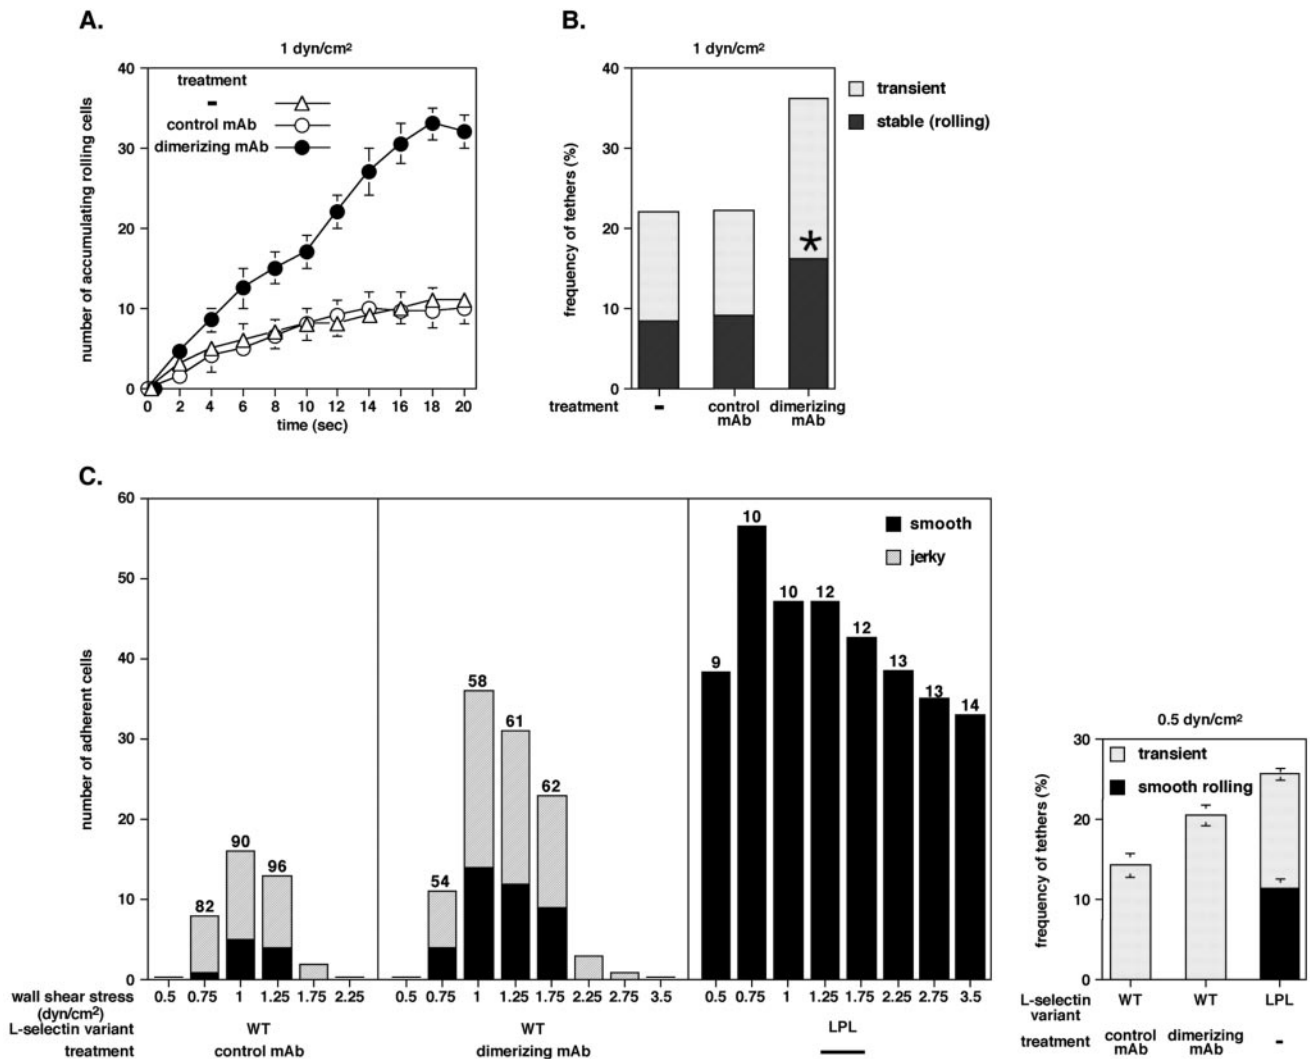 A.
1 dyn/cm2
treatment
-
control mAb
dimerizing mAb
number of accumulating rolling cells
40
30
20
10
0
0 2 4 6 8 10 12 14 16 18 20
time (sec)
B.
1 dyn/cm2
transient
stable (rolling)
frequency of tethers (%)
40
30
20
10
0
*
treatment - control mAb dimerizing mAb
C.
number of adherent cells
60
50
40
30
20
10
0
smooth
jerky
82 90 96
54 58 61 62
9 10 10 12 12 13 13 14
wall shear stress (dyn/cm2) 0.5 0.75 1 1.25 1.75 2.25 0.5 0.75 1 1.25 1.75 2.25 2.75 3.5 0.5 0.75 1 1.25 1.75 2.25 2.75 3.5
L-selectin variant WT WT LPL
treatment control mAb dimerizing mAb
0.5 dyn/cm2
transient
smooth rolling
frequency of tethers (%)
30
20
10
0
L-selectin variant WT WT LPL
treatment control mAb dimerizing mAb -